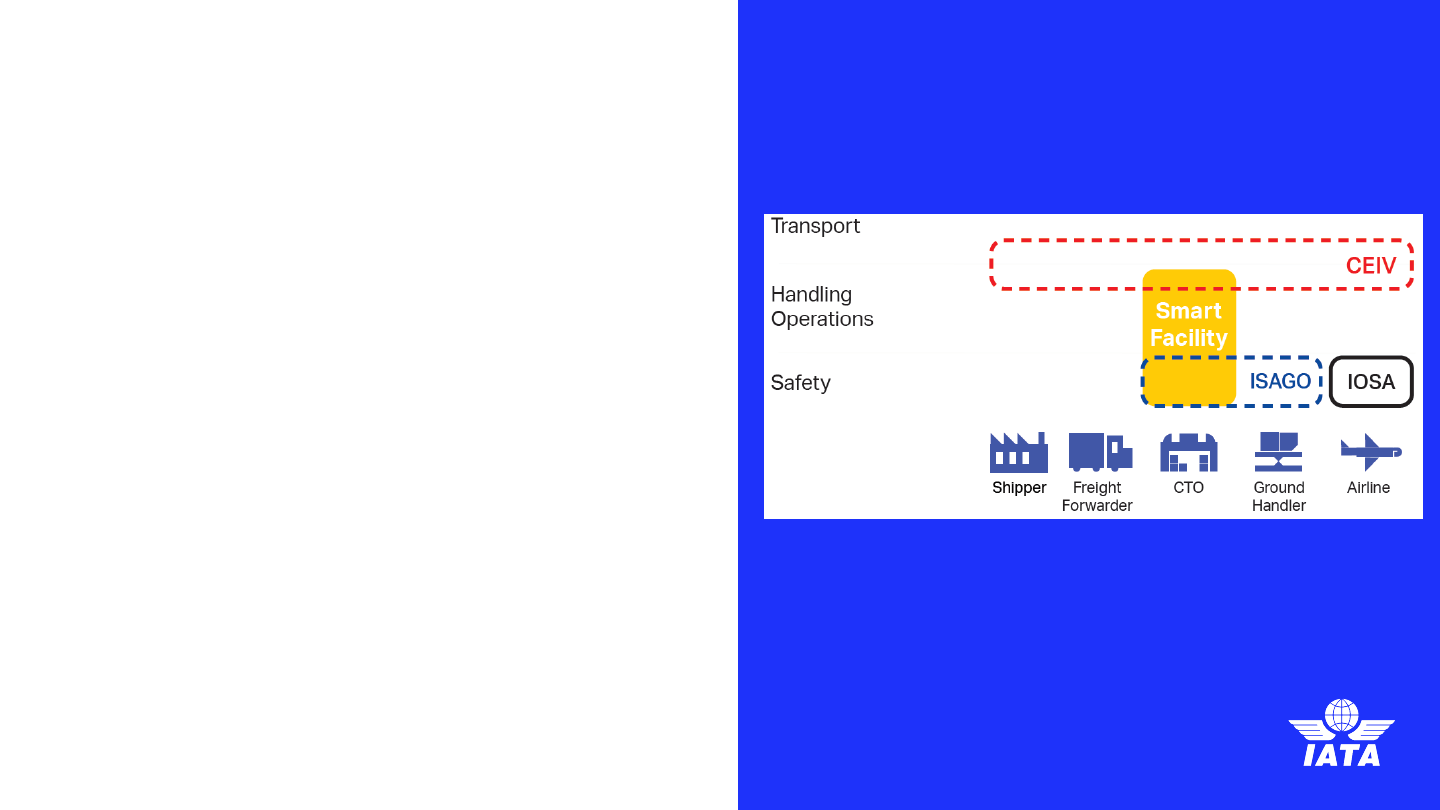 Transport
CEIV
Handling
Operations
Smart
Facility
Safety
ISAGO
IOSA
Shipper
Freight
Forwarder
CTO
Ground
Handler
Airline
IATA